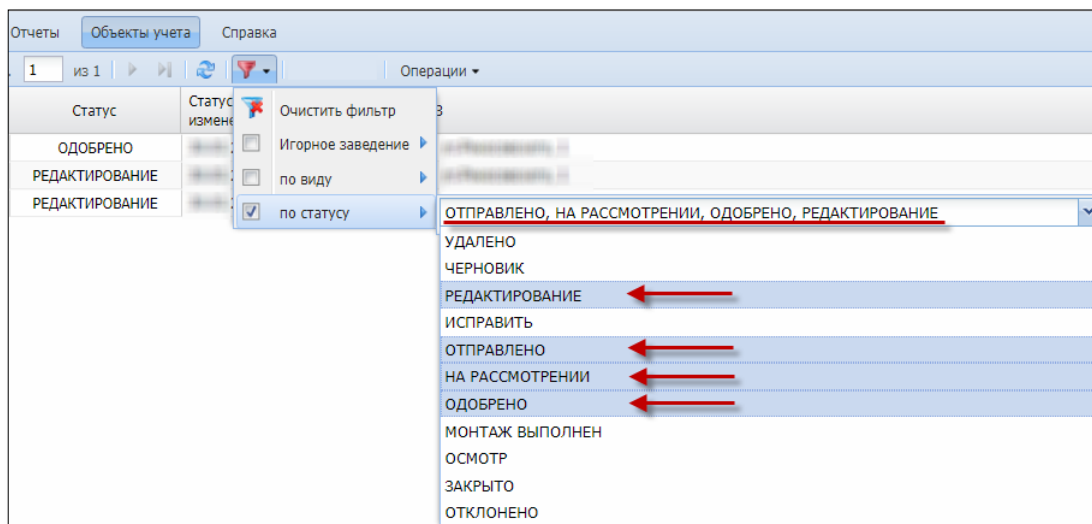 Отчеты Объекты учета Справка
1 из 1 Операции
Статус Статус
измене
Очистить фильтр
ОДОБРЕНО Игорное заведение
РЕДАКТИРОВАНИЕ по виду
РЕДАКТИРОВАНИЕ по статусу ОТПРАВЛЕНО, НА РАССМОТРЕНИИ, ОДОБРЕНО, РЕДАКТИРОВАНИЕ
УДАЛЕНО
ЧЕРНОВИК
РЕДАКТИРОВАНИЕ
ИСПРАВИТЬ
ОТПРАВЛЕНО
НА РАССМОТРЕНИИ
ОДОБРЕНО
МОНТАЖ ВЫПОЛНЕН
ОСМОТР
ЗАКРЫТО
ОТКЛОНЕНО